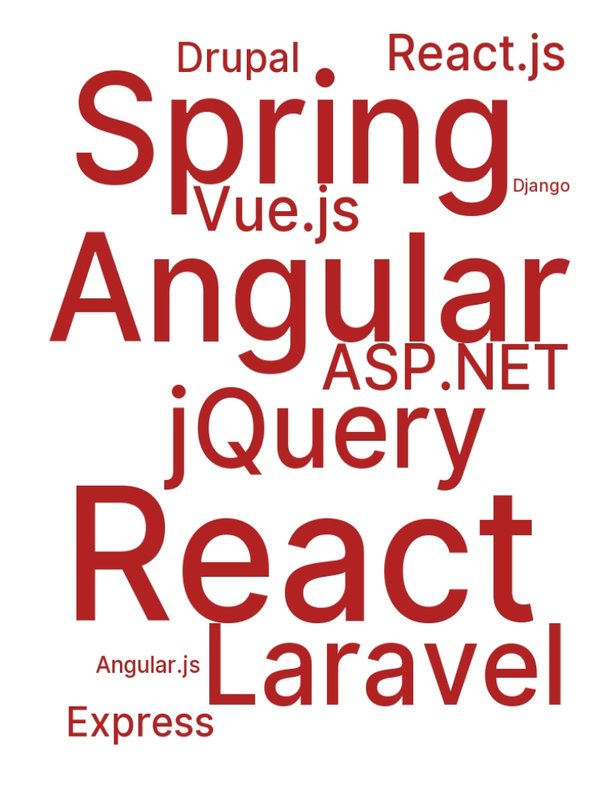 Drupal
React.js
Spring
Django
Vue.js
Angular
ASP.NET
jQuery
React
Laravel
Angular.js
Express